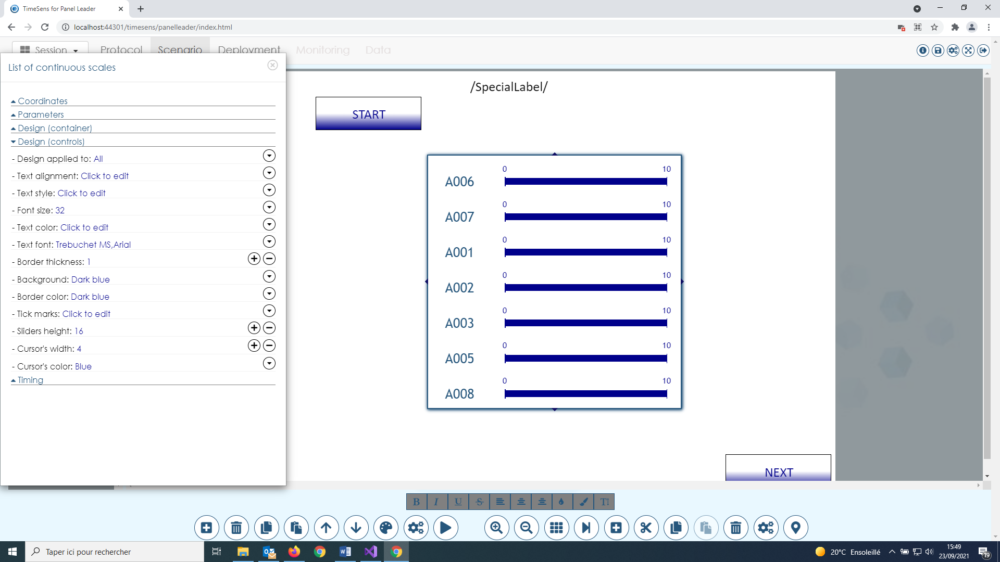 TimeSens for Panel Leader
localhost:44301/timesens/panelleader/index.html
Session Protocol Scenario Deployment Monitoring Data
List of continuous scales
Coordinates
Parameters
Design (container)
Design (controls)
- Design applied to: All
- Text alignment: Click to edit
- Text style: Click to edit
- Font size: 32
- Text color: Click to edit
- Text font: Trebuchet MS,Arial
- Border thickness: 1
- Background: Dark blue
- Border color: Dark blue
- Tick marks: Click to edit
- Sliders height: 16
- Cursor's width: 4
- Cursor's color: Blue
Timing
/SpecialLabel/
START
0 10
A006
0 10
A007
0 10
A001
0 10
A002
0 10
A003
0 10
A005
0 10
A008
NEXT
B I U S T
Taper ici pour rechercher
20°C Ensoleillé
15:49
23/09/2021
19